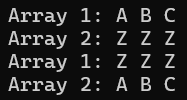 Array 1: A B C
Array 2: Z Z Z
Array 1: Z Z Z
Array 2: A B C